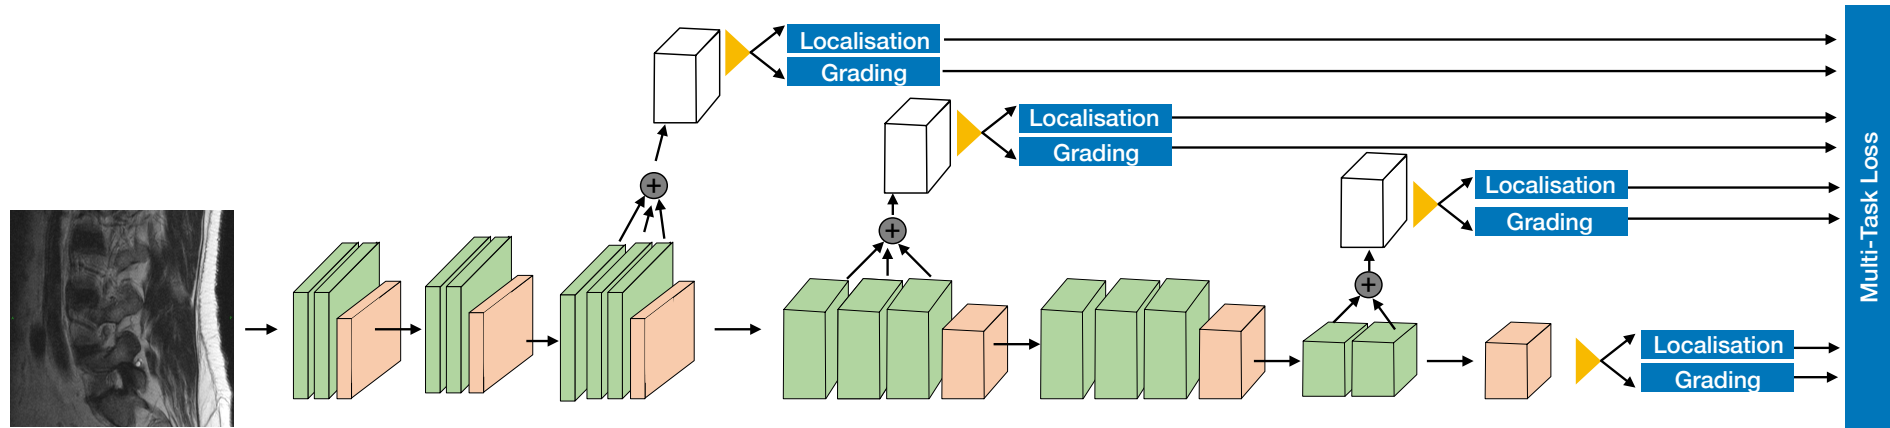 Localisation
Grading
Localisation
Grading
Localisation
Grading
Localisation
Grading
Multi-Task Loss